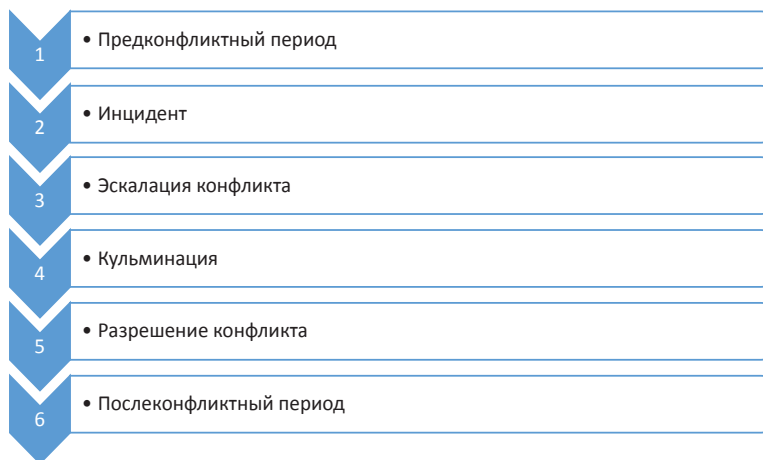 1
• Предконфликтный период
2
• Инцидент
3
• Эскалация конфликта
4
• Кульминация
5
• Разрешение конфликта
6
• Послеконфликтный период